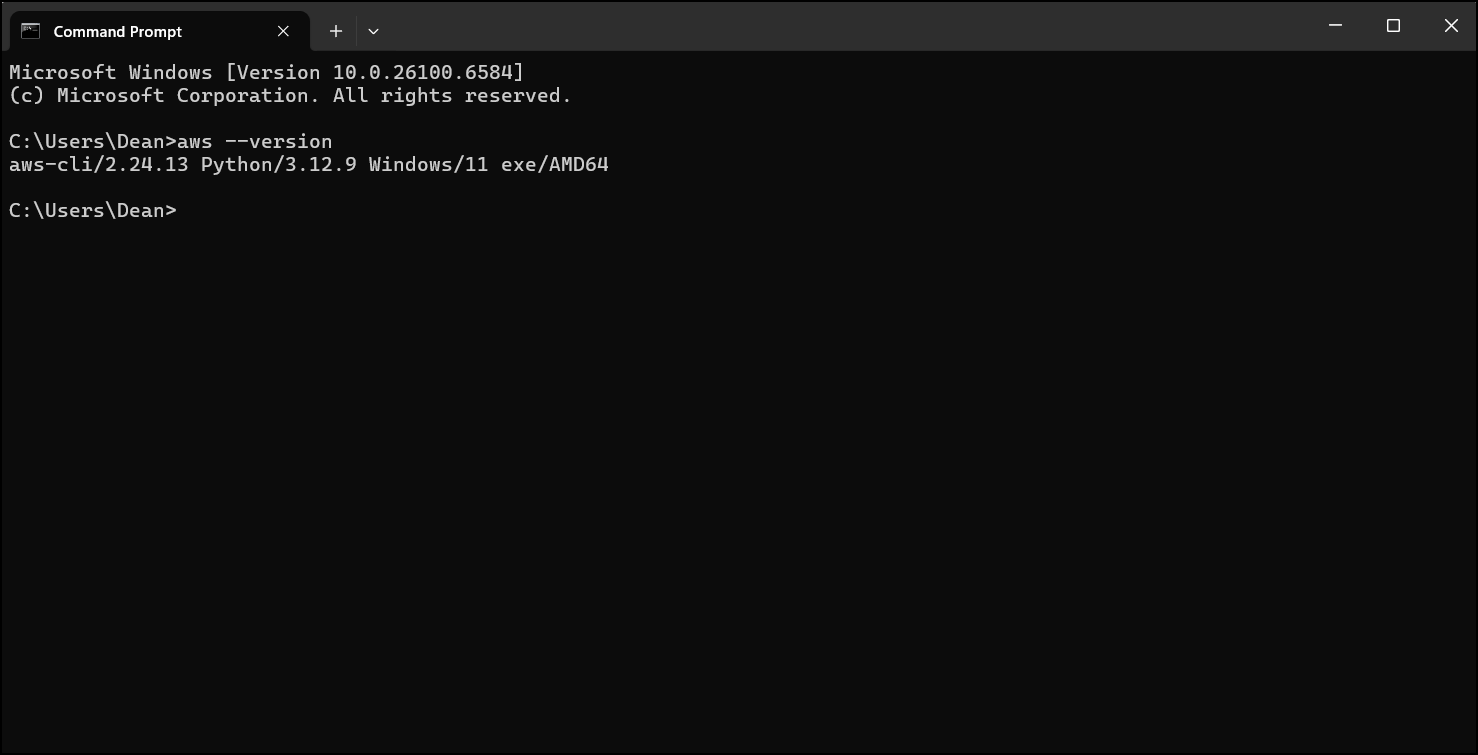 Command Prompt
Microsoft Windows [Version 10.0.26100.6584]
(c) Microsoft Corporation. All rights reserved.
C:\Users\Dean>aws --version
aws-cli/2.24.13 Python/3.12.9 Windows/11 exe/AMD64
C:\Users\Dean>